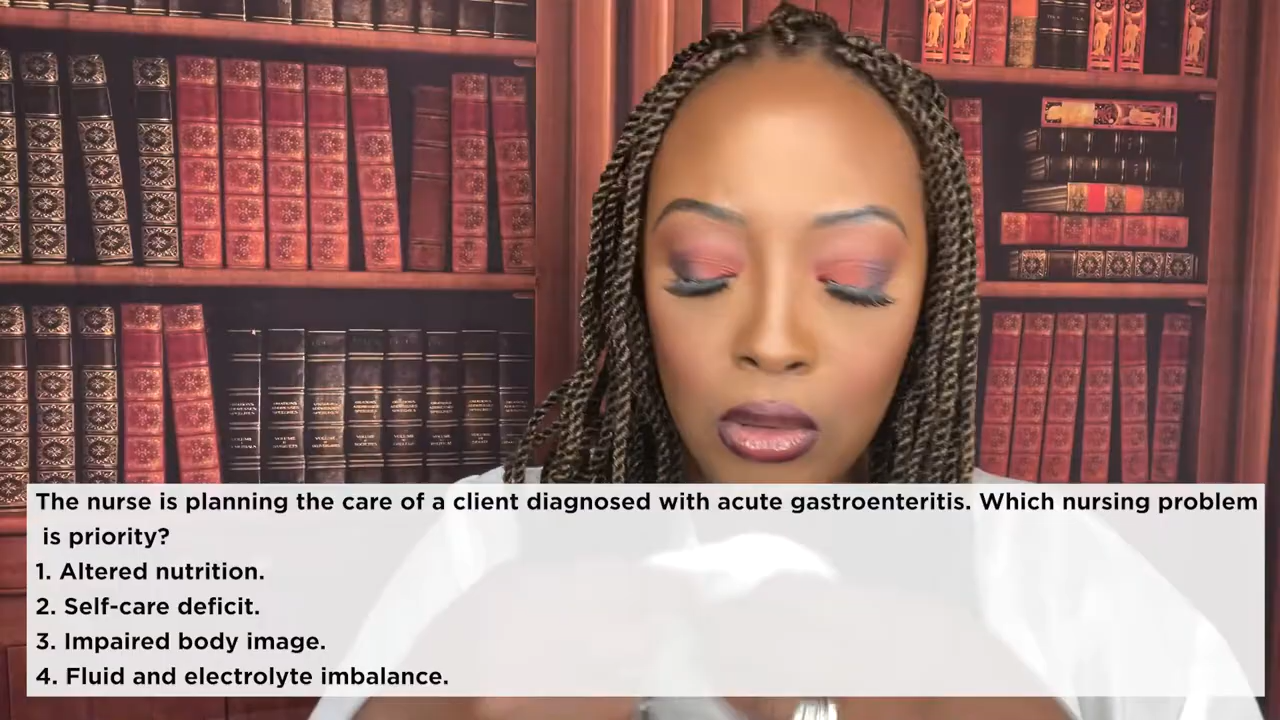 The nurse is planning the care of a client diagnosed with acute gastroenteritis. Which nursing problem
is priority?
1. Altered nutrition.
2. Self-care deficit.
3. Impaired body image.
4. Fluid and electrolyte imbalance.